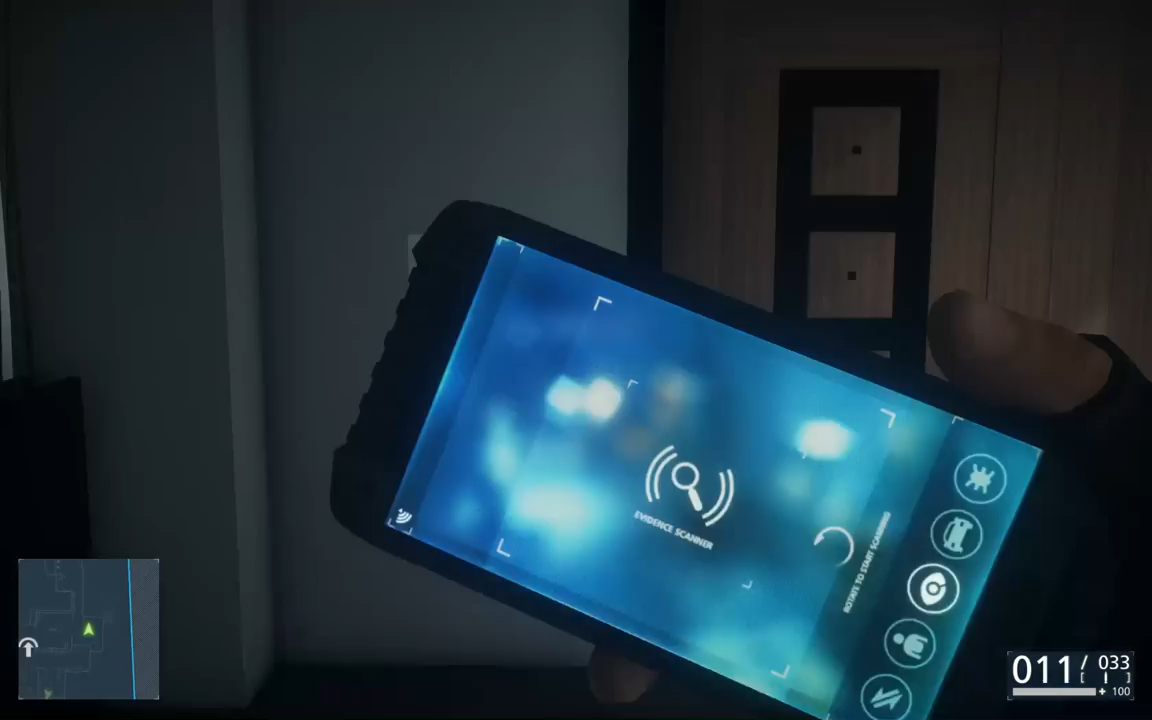 EVIDENCE SCANNER
ROTATE TO START SCANNING
011 / 033
+ 100